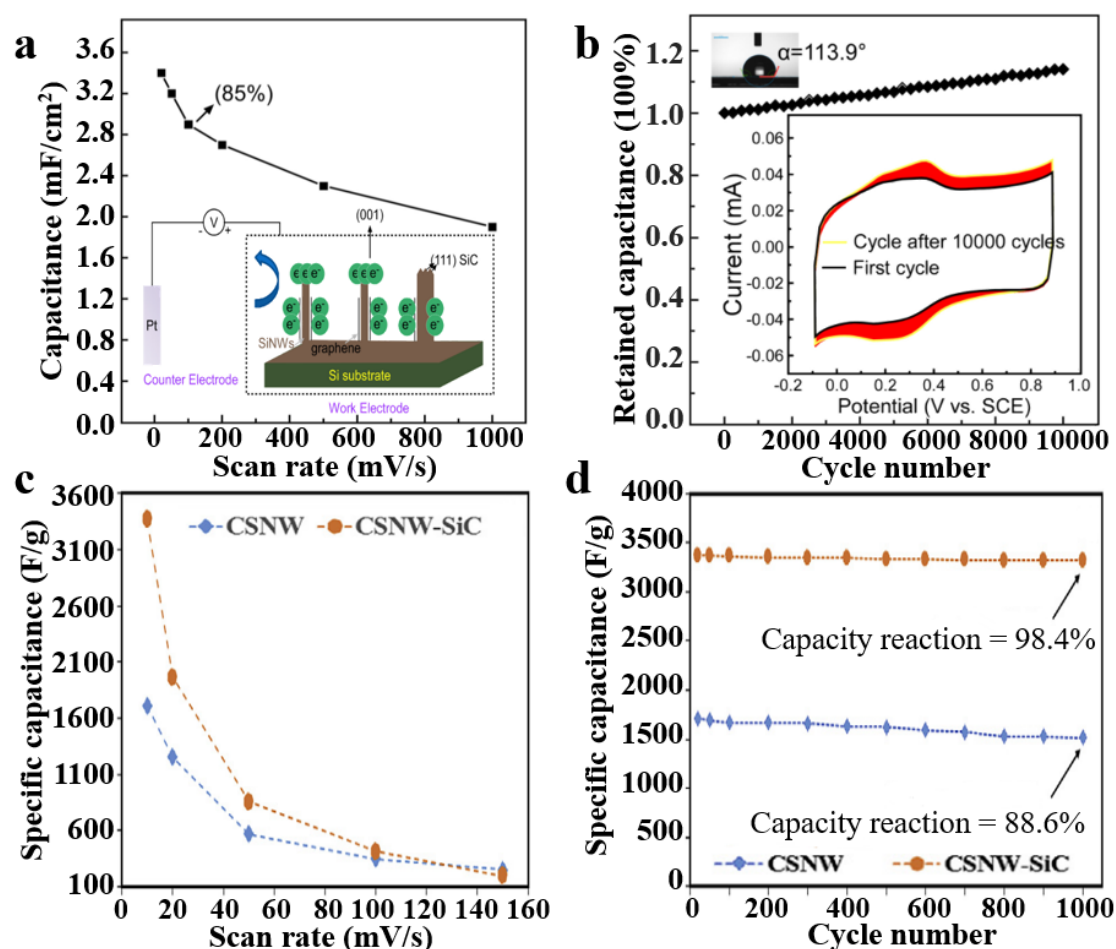 a
Capacitance (mF/cm²)
3.6
3.2
2.8
2.4
2.0
1.6
1.2
0.8
0.4
0.0
(85%)
V
- +
Pt
Counter Electrode
(001)
(111) SiC
e e e⁻
e e e⁻
e⁻ e⁻ e⁻ e⁻ e⁻ e⁻
e⁻ e⁻ e⁻ e⁻ e⁻ e⁻
SiNWs
graphene
Si substrate
Work Electrode
0 200 400 600 800 1000
Scan rate (mV/s)
b
Retained capacitance (100%)
1.2
1.0
0.8
0.6
0.4
0.2
0.0
α=113.9°
Current (mA)
0.06
0.04
0.02
0.00
-0.02
-0.04
-0.06
Cycle after 10000 cycles
First cycle
-0.2 0.0 0.2 0.4 0.6 0.8 1.0
Potential (V vs. SCE)
0 2000 4000 6000 8000 10000
Cycle number
c
Specific capacitance (F/g)
3600
3100
2600
2100
1600
1100
600
100
CSNW CSNW-SiC
0 20 40 60 80 100 120 140 160
Scan rate (mV/s)
d
Specific capacitance (F/g)
4000
3500
3000
2500
2000
1500
1000
500
0
Capacity reaction = 98.4%
Capacity reaction = 88.6%
CSNW CSNW-SiC
0 200 400 600 800 1000
Cycle number